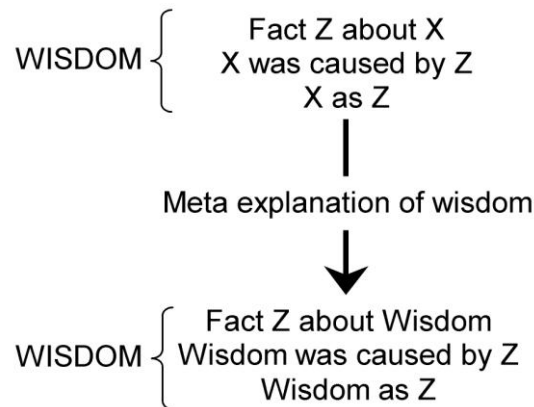 Fact Z about X
WISDOM X was caused by Z
X as Z
Meta explanation of wisdom
Fact Z about Wisdom
WISDOM Wisdom was caused by Z
Wisdom as Z